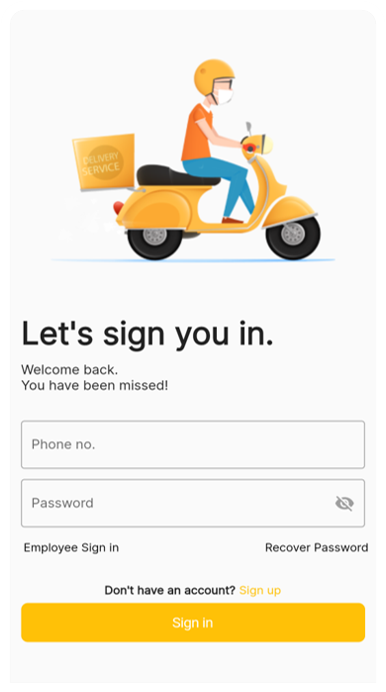 DELIVERY
SERVICE
Let's sign you in.
Welcome back.
You have been missed!
Phone no.
Password
Employee Sign in
Recover Password
Don't have an account? Sign up
Sign in